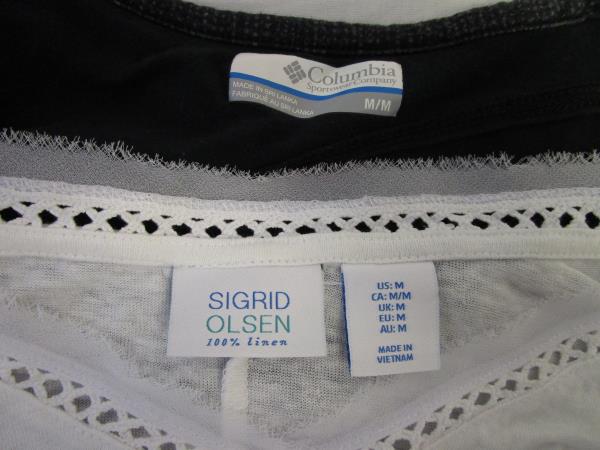 Columbia
Sportswear Company
MADE IN SRI LANKA
FABRIQUÉ AU SRI LANKA
M/M
SIGRID
OLSEN
100% linen
US: M
CA: M/M
UK: M
EU: M
AU: M
MADE IN
VIETNAM